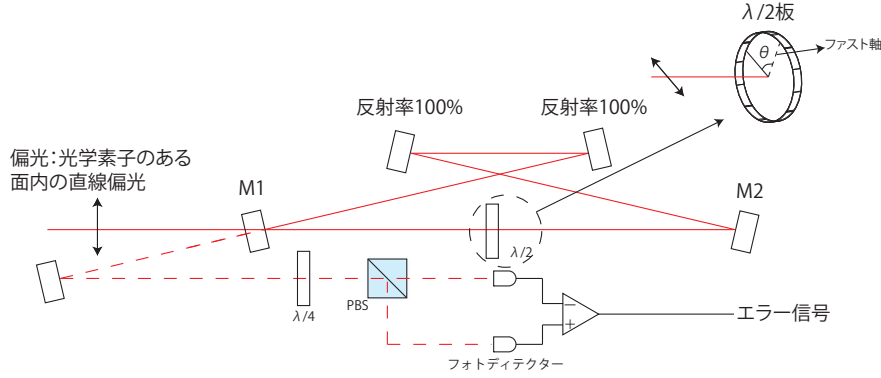 λ/2板
ファスト軸
θ
反射率100%
反射率100%
偏光：光学素子のある
面内の直線偏光
M1
M2
λ/2
λ/4
PBS
−
+
エラー信号
フォトディテクター